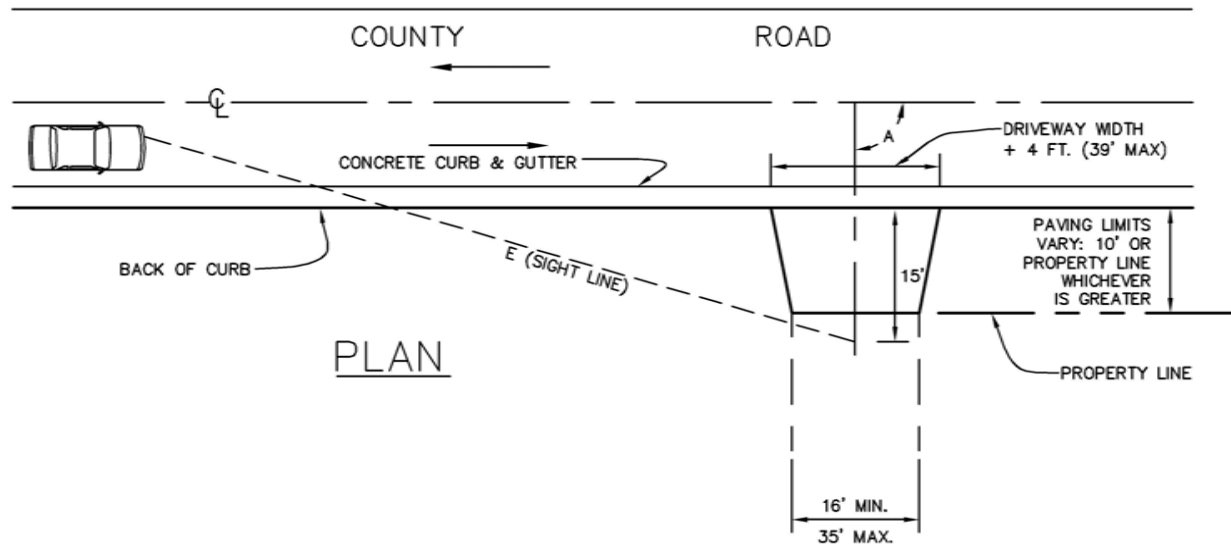 COUNTY ROAD
℄
A
DRIVEWAY WIDTH
+ 4 FT. (39' MAX)
CONCRETE CURB & GUTTER
BACK OF CURB
E (SIGHT LINE)
15'
PAVING LIMITS
VARY: 10' OR
PROPERTY LINE
WHICHEVER
IS GREATER
PLAN
PROPERTY LINE
16' MIN.
35' MAX.